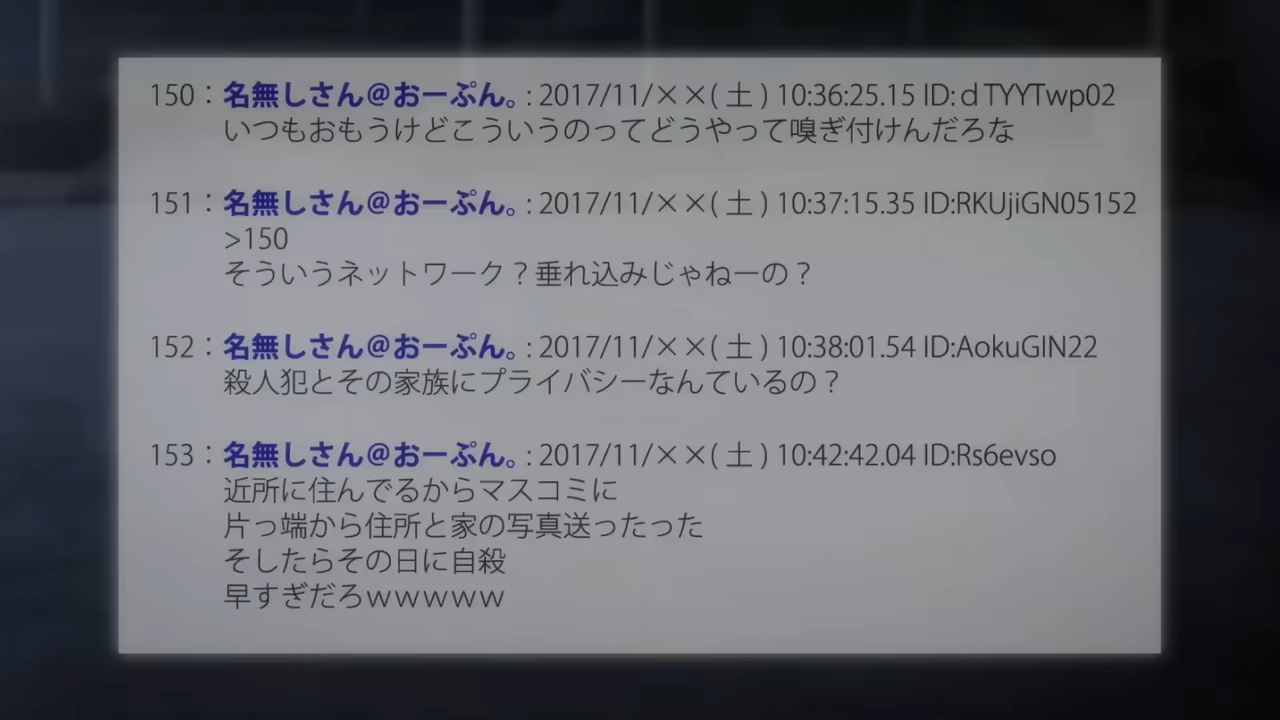 150：名無しさん＠おーぷん。: 2017/11/××( 土 ) 10:36:25.15 ID:ｄTYYTwp02
いつもおもうけどこういうのってどうやって嗅ぎ付けんだろな
151：名無しさん＠おーぷん。: 2017/11/××( 土 ) 10:37:15.35 ID:RKUjiGN05152
>150
そういうネットワーク？垂れ込みじゃねーの？
152：名無しさん＠おーぷん。: 2017/11/××( 土 ) 10:38:01.54 ID:AokuGlN22
殺人犯とその家族にプライバシーなんているの？
153：名無しさん＠おーぷん。: 2017/11/××( 土 ) 10:42:42.04 ID:Rs6evso
近所に住んでるからマスコミに
片っ端から住所と家の写真送ったった
そしたらその日に自殺
早すぎだろｗｗｗｗｗ